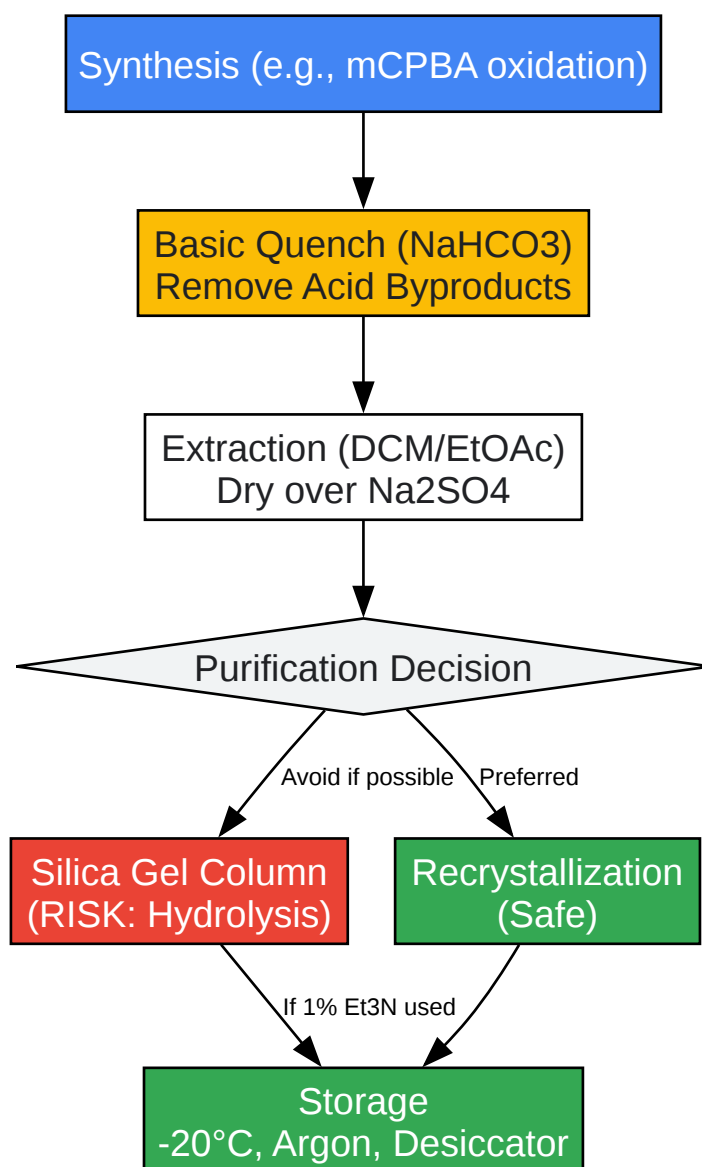 Synthesis (e.g., mCPBA oxidation)
Basic Quench (NaHCO3)
Remove Acid Byproducts
Extraction (DCM/EtOAc)
Dry over Na2SO4
Purification Decision
Avoid if possible
Preferred
Silica Gel Column
(RISK: Hydrolysis)
Recrystallization
(Safe)
If 1% Et3N used
Storage
-20°C, Argon, Desiccator